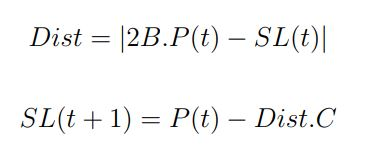 Dist = |2B.P(t) − SL(t)|
SL(t + 1) = P(t) − Dist.C